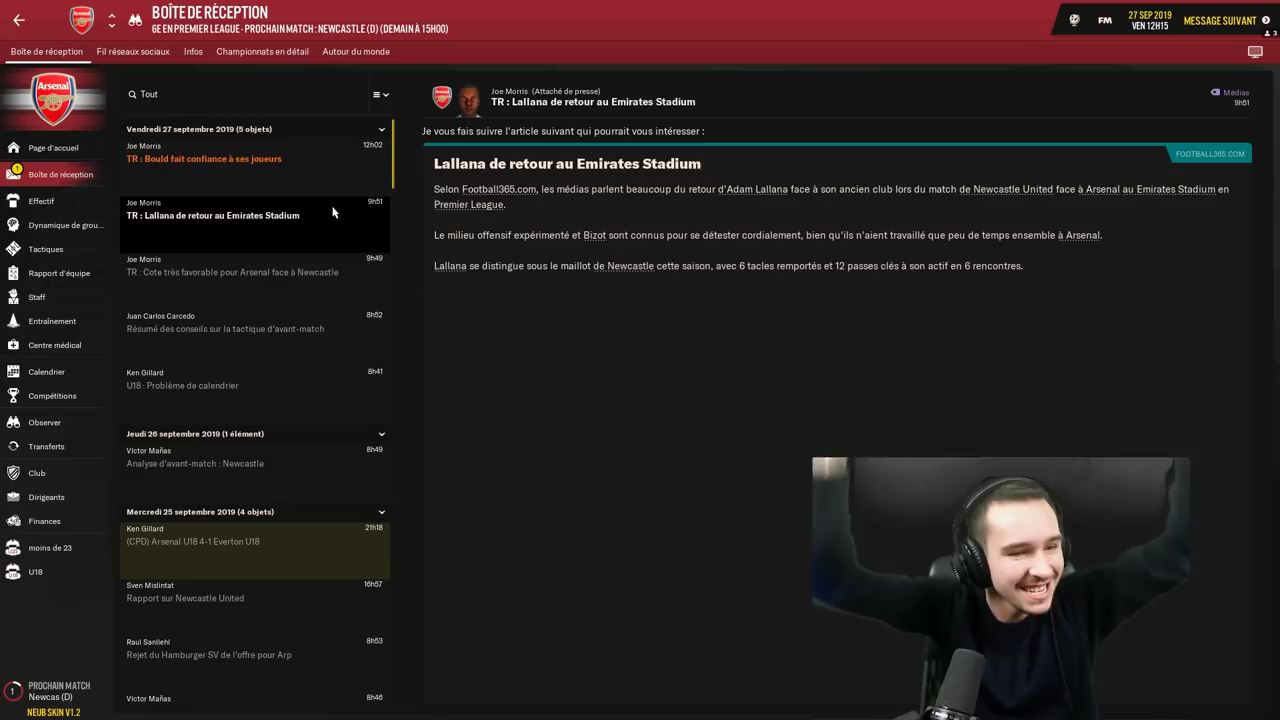 BOÎTE DE RÉCEPTION
6E EN PREMIER LEAGUE - PROCHAIN MATCH : NEWCASTLE (D) (DEMAIN À 15H00)
FM
27 SEP 2019
VEN 12H15
MESSAGE SUIVANT
3
Boîte de réception
Fil réseaux sociaux
Infos
Championnats en détail
Autour du monde
Arsenal
Page d'accueil
1
Boîte de réception
Effectif
Dynamique de grou...
Tactiques
Rapport d'équipe
Staff
Entraînement
Centre médical
Calendrier
Compétitions
Observer
Transferts
Club
Dirigeants
Finances
moins de 23
U18
1
PROCHAIN MATCH
Newcas (D)
NEUB SKIN V1.2
Tout
Vendredi 27 septembre 2019 (5 objets)
Joe Morris 12h02
TR : Bould fait confiance à ses joueurs
Joe Morris 9h51
TR : Lallana de retour au Emirates Stadium
Joe Morris 9h49
TR : Cote très favorable pour Arsenal face à Newcastle
Juan Carlos Carcedo 8h52
Résumé des conseils sur la tactique d'avant-match
Ken Gillard 8h41
U18 : Problème de calendrier
Jeudi 26 septembre 2019 (1 élément)
Víctor Mañas 8h49
Analyse d'avant-match : Newcastle
Mercredi 25 septembre 2019 (4 objets)
Ken Gillard 21h18
(CPD) Arsenal U18 4-1 Everton U18
Sven Mislintat 16h57
Rapport sur Newcastle United
Raul Sanllehí 8h53
Rejet du Hamburger SV de l'offre pour Arp
Víctor Mañas 8h46
Joe Morris (Attaché de presse)
TR : Lallana de retour au Emirates Stadium
Médias
9h51
Je vous fais suivre l'article suivant qui pourrait vous intéresser :
FOOTBALL365.COM
Lallana de retour au Emirates Stadium
Selon Football365.com, les médias parlent beaucoup du retour d'Adam Lallana face à son ancien club lors du match de Newcastle United face à Arsenal au Emirates Stadium en
Premier League.
Le milieu offensif expérimenté et Bizot sont connus pour se détester cordialement, bien qu'ils n'aient travaillé que peu de temps ensemble à Arsenal.
Lallana se distingue sous le maillot de Newcastle cette saison, avec 6 tacles remportés et 12 passes clés à son actif en 6 rencontres.